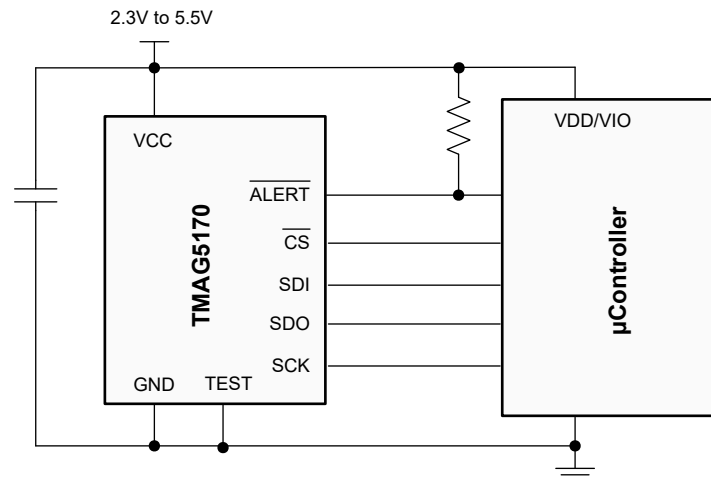 2.3V to 5.5V
VCC
VDD/VIO
ALERT
CS
SDI
SDO
SCK
GND TEST
TMAG5170
µController